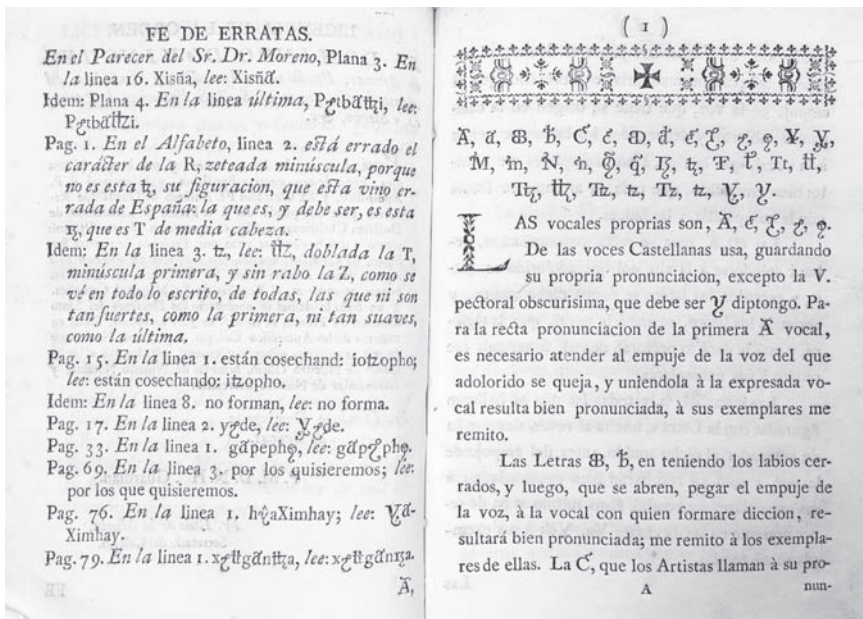 FE DE ERRATAS.
En el Parecer del Sr. Dr. Moreno, Plana 3. En
la linea 16. Xisña, lee:
Idem: Plana 4. En la linea última, lee:
Pag. 1. En el Alfabeto, linea 2. está errado el
carácter de la R, zeteada minúscula, porque
no es esta su figuracion, que esta vino er-
rada de España: la que es, y debe ser, es esta
que es T de media cabeza.
Idem: En la linea 3. tz, lee: doblada la T,
minúscula primera, y sin rabo la Z, como se
vé en todo lo escrito, de todas, las que ni son
tan fuertes, como la primera, ni tan suaves,
como la última,
Pag. 15. En la linea 1. están cosechand: iotzopho;
lee: están cosechando:
Idem: En la linea 8. no forman, lee: no forma.
Pag. 17. En la linea 2. lee:
Pag. 33. En la linea 1. lee:
Pag. 69. En la linea 3. por los quisieremos; lee:
por los que quisieremos.
Pag. 76. En la linea 1. lee:
Ximhay.
Pag. 79. En la linea 1. lee:
( 1 )
LAS vocales proprias son,
De las voces Castellanas usa, guardando
su propria pronunciacion, excepto la V.
pectoral obscurisima, que debe ser diptongo. Pa-
ra la recta pronunciacion de la primera vocal,
es necesario atender al empuje de la voz del que
adolorido se queja, y uniendola à la expresada vo-
cal resulta bien pronunciada, à sus exemplares me
remito.
Las Letras en teniendo los labios cer-
rados, y luego, que se abren, pegar el empuje de
la voz, à la vocal con quien formare diccion, re-
sultará bien pronunciada; me remito à los exempla-
res de ellas. La que los Artistas llaman à su pro-
A
nun-